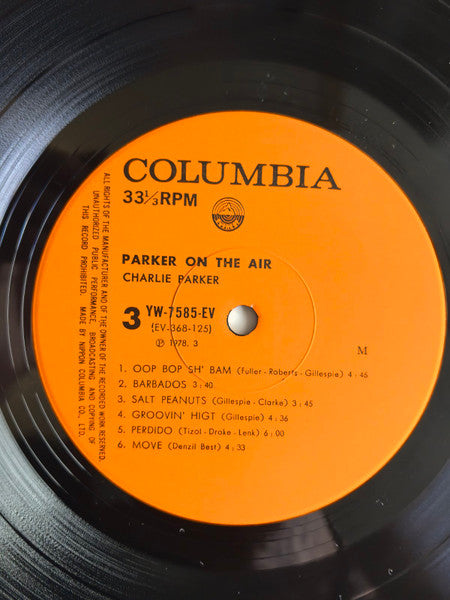 COLUMBIA
33⅓RPM
PARKER ON THE AIR
CHARLIE PARKER
3 YW-7585-EV
(EV-368-125)
Ⓟ 1978. 3
M
1. OOP BOP SH' BAM (Fuller - Roberts - Gillespie) 4 : 46
2. BARBADOS 3 : 40
3. SALT PEANUTS (Gillespie - Clarke) 3 : 45
4. GROOVIN' HIGT (Gillespie) 4 : 36
5. PERDIDO (Tizol - Drake - Lenk) 6 : 00
6. MOVE (Denzil Best) 4 : 33
ALL RIGHTS OF THE MANUFACTURER AND OF THE OWNER OF THE RECORDED WORK RESERVED.
UNAUTHORIZED PUBLIC PERFORMANCE, BROADCASTING AND COPYING OF
THIS RECORD PROHIBITED. MADE BY NIPPON COLUMBIA CO., LTD.